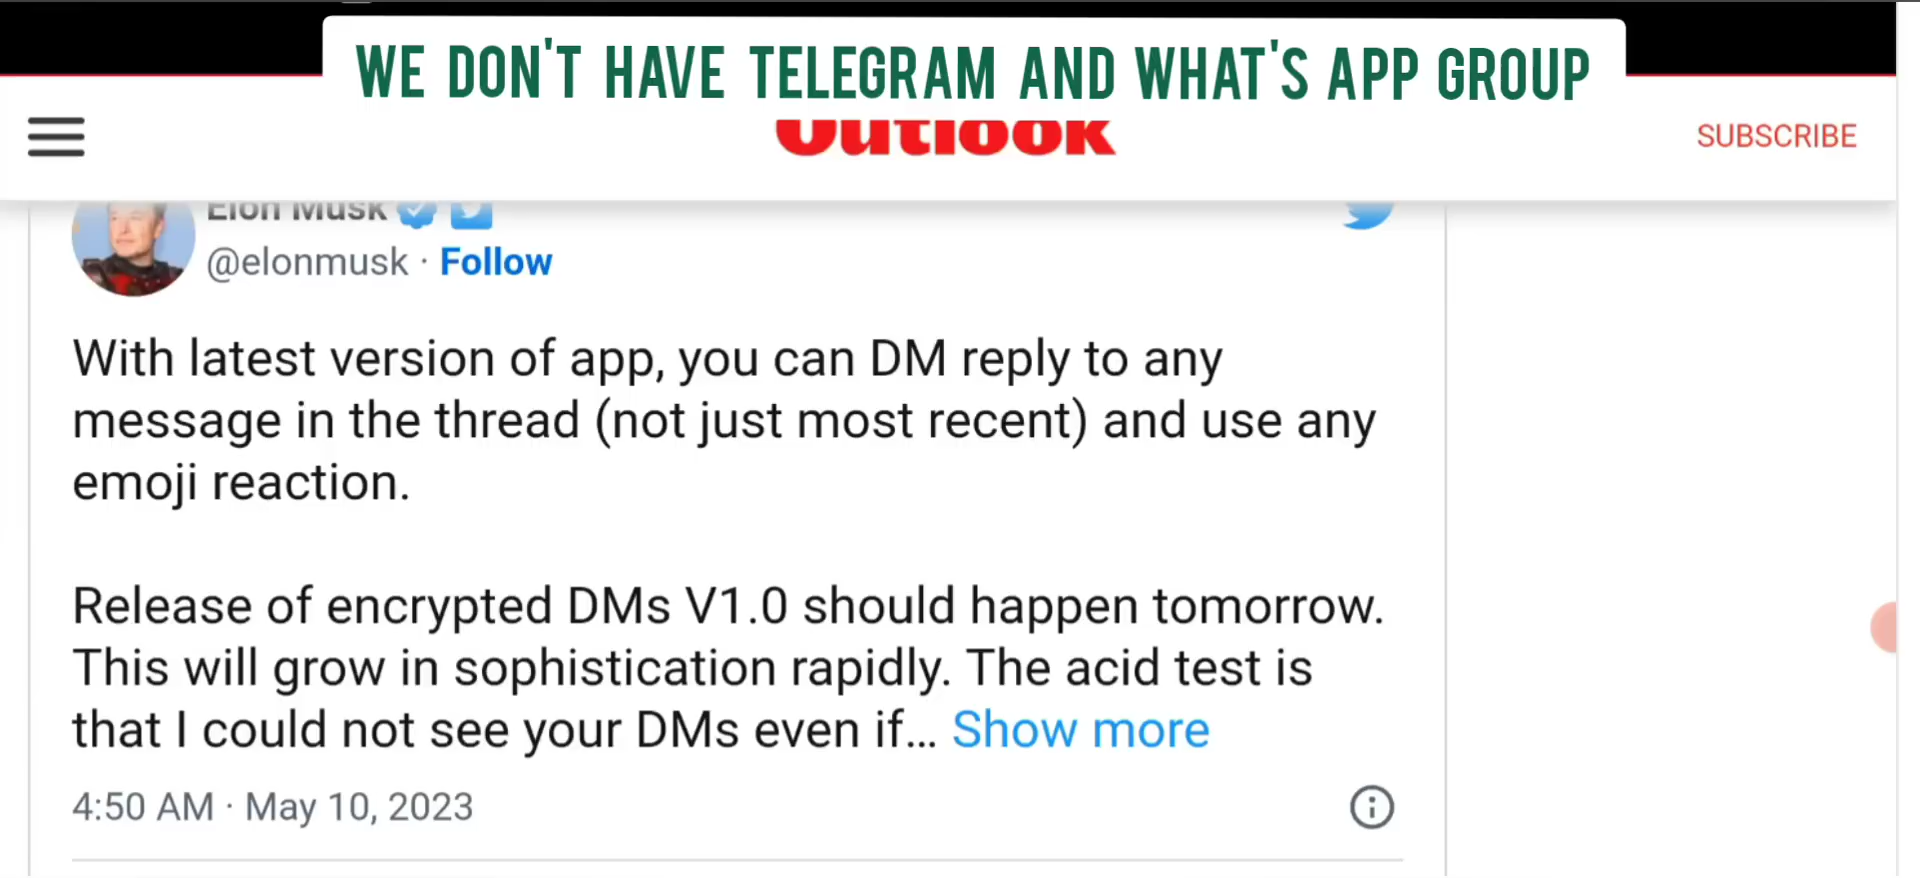 WE DON'T HAVE TELEGRAM AND WHAT'S APP GROUP
Outlook
SUBSCRIBE
Elon Musk
@elonmusk · Follow
With latest version of app, you can DM reply to any
message in the thread (not just most recent) and use any
emoji reaction.
Release of encrypted DMs V1.0 should happen tomorrow.
This will grow in sophistication rapidly. The acid test is
that I could not see your DMs even if... Show more
4:50 AM · May 10, 2023